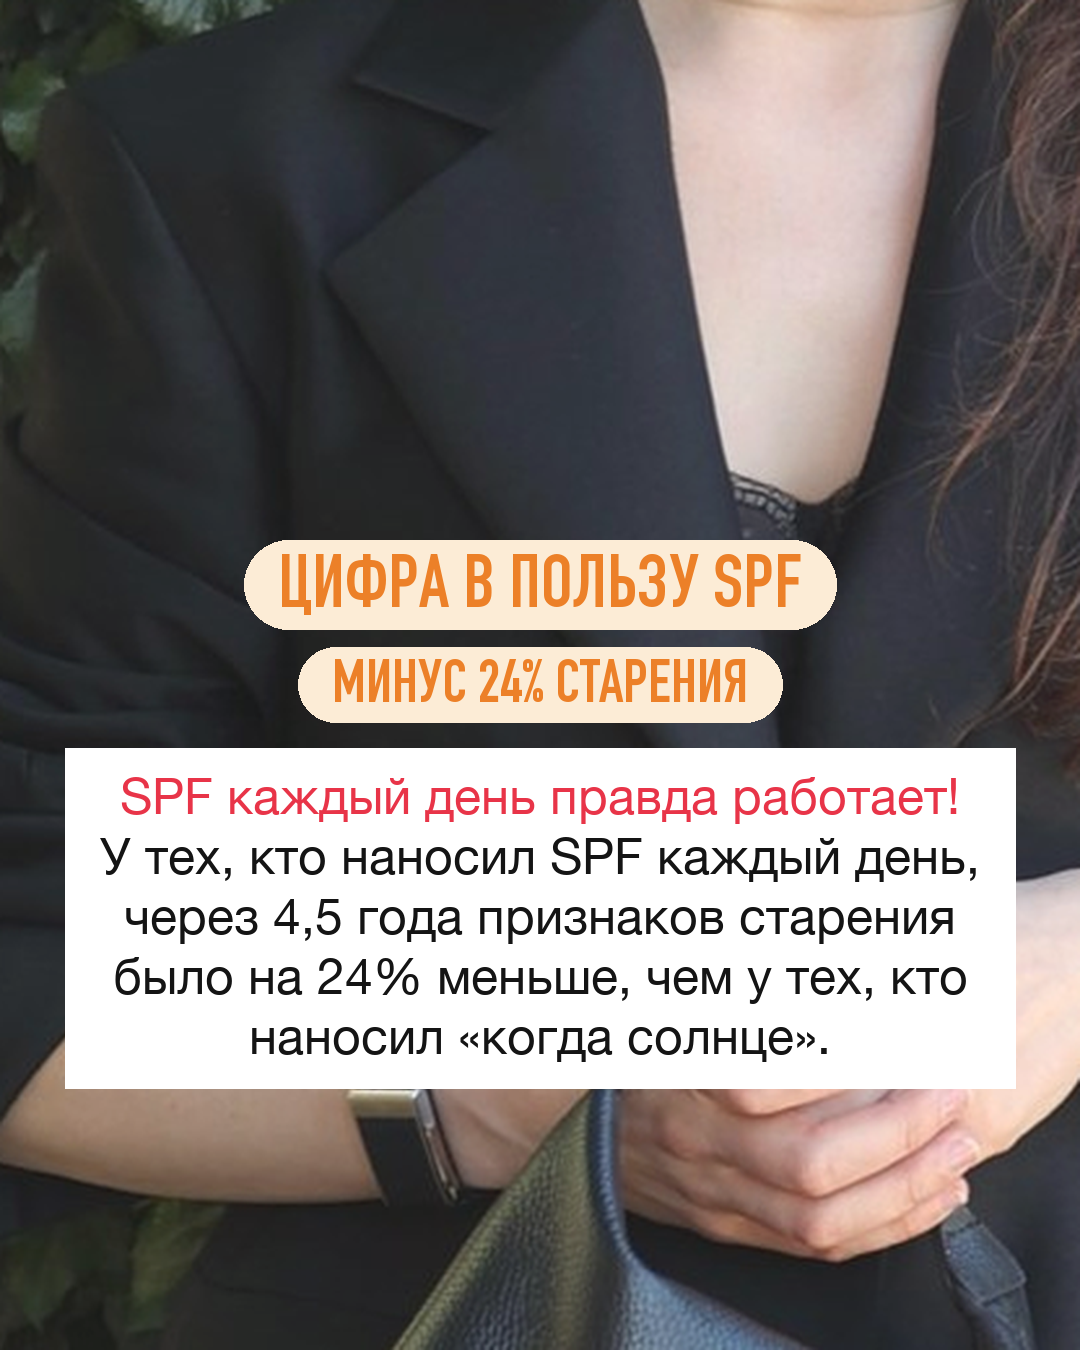 ЦИФРА В ПОЛЬЗУ SPF
МИНУС 24% СТАРЕНИЯ
SPF каждый день правда работает!
У тех, кто наносил SPF каждый день,
через 4,5 года признаков старения
было на 24% меньше, чем у тех, кто
наносил «когда солнце».